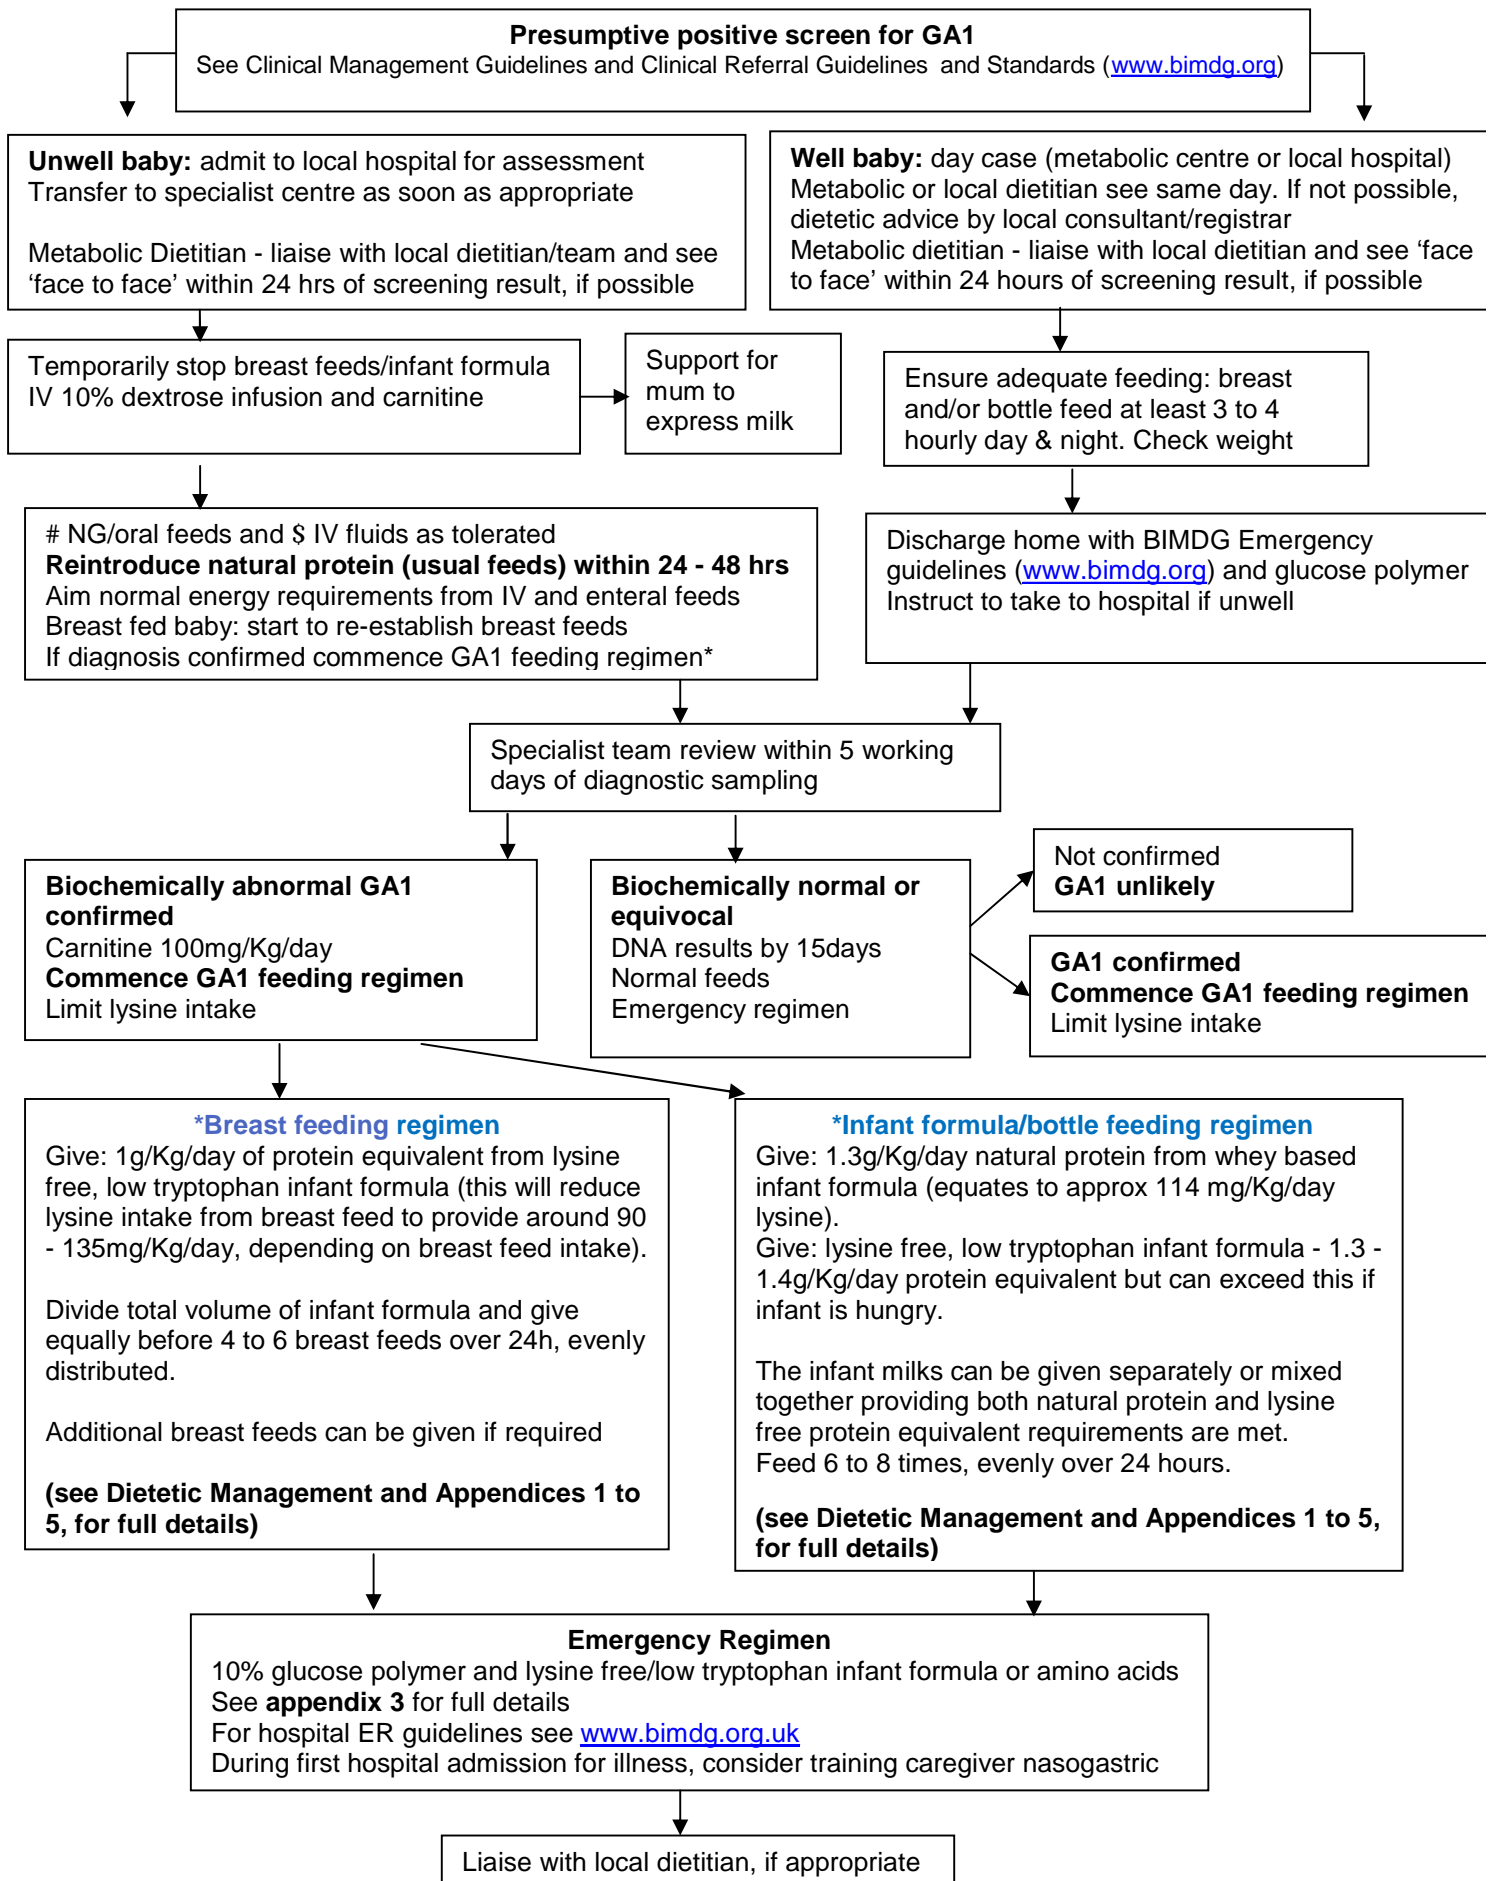 Presumptive positive screen for GA1
See Clinical Management Guidelines and Clinical Referral Guidelines and Standards (www.bimdg.org)
Unwell baby: admit to local hospital for assessment
Transfer to specialist centre as soon as appropriate
Metabolic Dietitian - liaise with local dietitian/team and see
‘face to face’ within 24 hrs of screening result, if possible
Well baby: day case (metabolic centre or local hospital)
Metabolic or local dietitian see same day. If not possible,
dietetic advice by local consultant/registrar
Metabolic dietitian - liaise with local dietitian and see ‘face
to face’ within 24 hours of screening result, if possible
Temporarily stop breast feeds/infant formula
IV 10% dextrose infusion and carnitine
Support for
mum to
express milk
Ensure adequate feeding: breast
and/or bottle feed at least 3 to 4
hourly day & night. Check weight
# NG/oral feeds and $ IV fluids as tolerated
Reintroduce natural protein (usual feeds) within 24 - 48 hrs
Aim normal energy requirements from IV and enteral feeds
Breast fed baby: start to re-establish breast feeds
If diagnosis confirmed commence GA1 feeding regimen*
Discharge home with BIMDG Emergency
guidelines (www.bimdg.org) and glucose polymer
Instruct to take to hospital if unwell
Specialist team review within 5 working
days of diagnostic sampling
Biochemically abnormal GA1
confirmed
Carnitine 100mg/Kg/day
Commence GA1 feeding regimen
Limit lysine intake
Biochemically normal or
equivocal
DNA results by 15days
Normal feeds
Emergency regimen
Not confirmed
GA1 unlikely
GA1 confirmed
Commence GA1 feeding regimen
Limit lysine intake
*Breast feeding regimen
Give: 1g/Kg/day of protein equivalent from lysine
free, low tryptophan infant formula (this will reduce
lysine intake from breast feed to provide around 90
- 135mg/Kg/day, depending on breast feed intake).
Divide total volume of infant formula and give
equally before 4 to 6 breast feeds over 24h, evenly
distributed.
Additional breast feeds can be given if required
(see Dietetic Management and Appendices 1 to
5, for full details)
*Infant formula/bottle feeding regimen
Give: 1.3g/Kg/day natural protein from whey based
infant formula (equates to approx 114 mg/Kg/day
lysine).
Give: lysine free, low tryptophan infant formula - 1.3 -
1.4g/Kg/day protein equivalent but can exceed this if
infant is hungry.
The infant milks can be given separately or mixed
together providing both natural protein and lysine
free protein equivalent requirements are met.
Feed 6 to 8 times, evenly over 24 hours.
(see Dietetic Management and Appendices 1 to 5,
for full details)
Emergency Regimen
10% glucose polymer and lysine free/low tryptophan infant formula or amino acids
See appendix 3 for full details
For hospital ER guidelines see www.bimdg.org.uk
During first hospital admission for illness, consider training caregiver nasogastric
Liaise with local dietitian, if appropriate